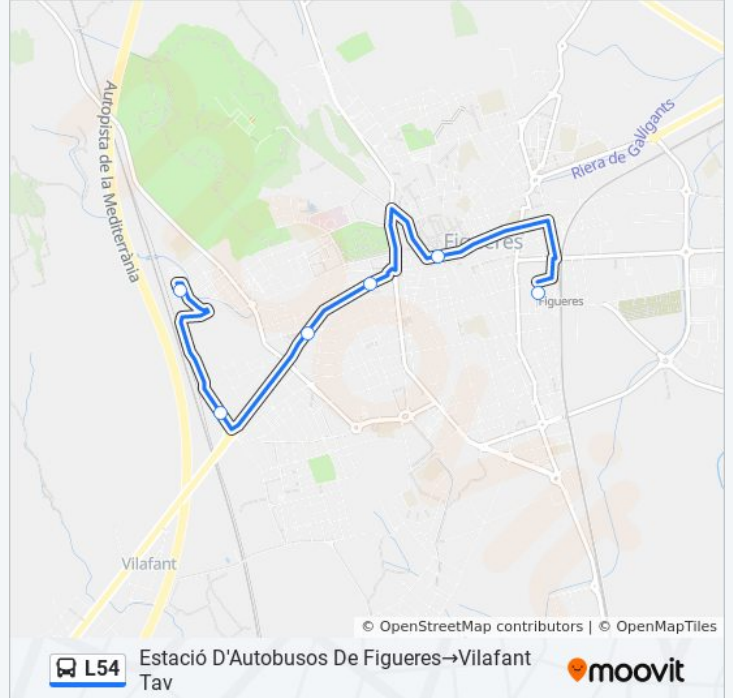 Autopista de la Mediterrània
Riera de Galligants
Figueres
Figueres
Vilafant
© OpenStreetMap contributors | © OpenMapTiles
L54
Estació D'Autobusos De Figueres→Vilafant
Tav
moovit